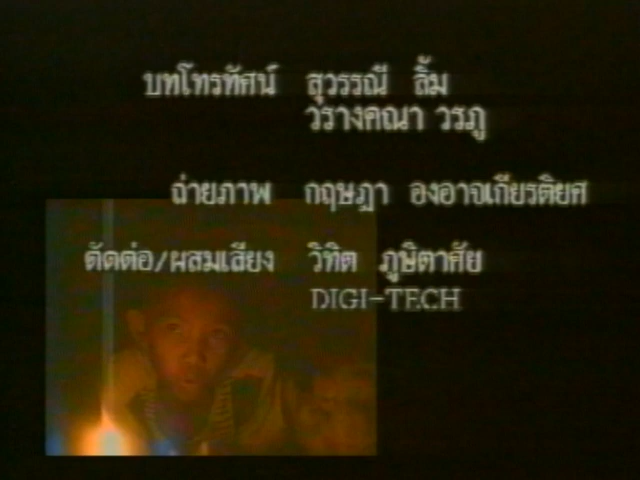 บทโทรทัศน์ สุวรรณี ลิ้ม
วรางคณา วรภู
ถ่ายภาพ กฤษฎา องอาจเกียรติยศ
ตัดต่อ/ผสมเสียง วิทิต ภูษิตาศัย
DIGI-TECH